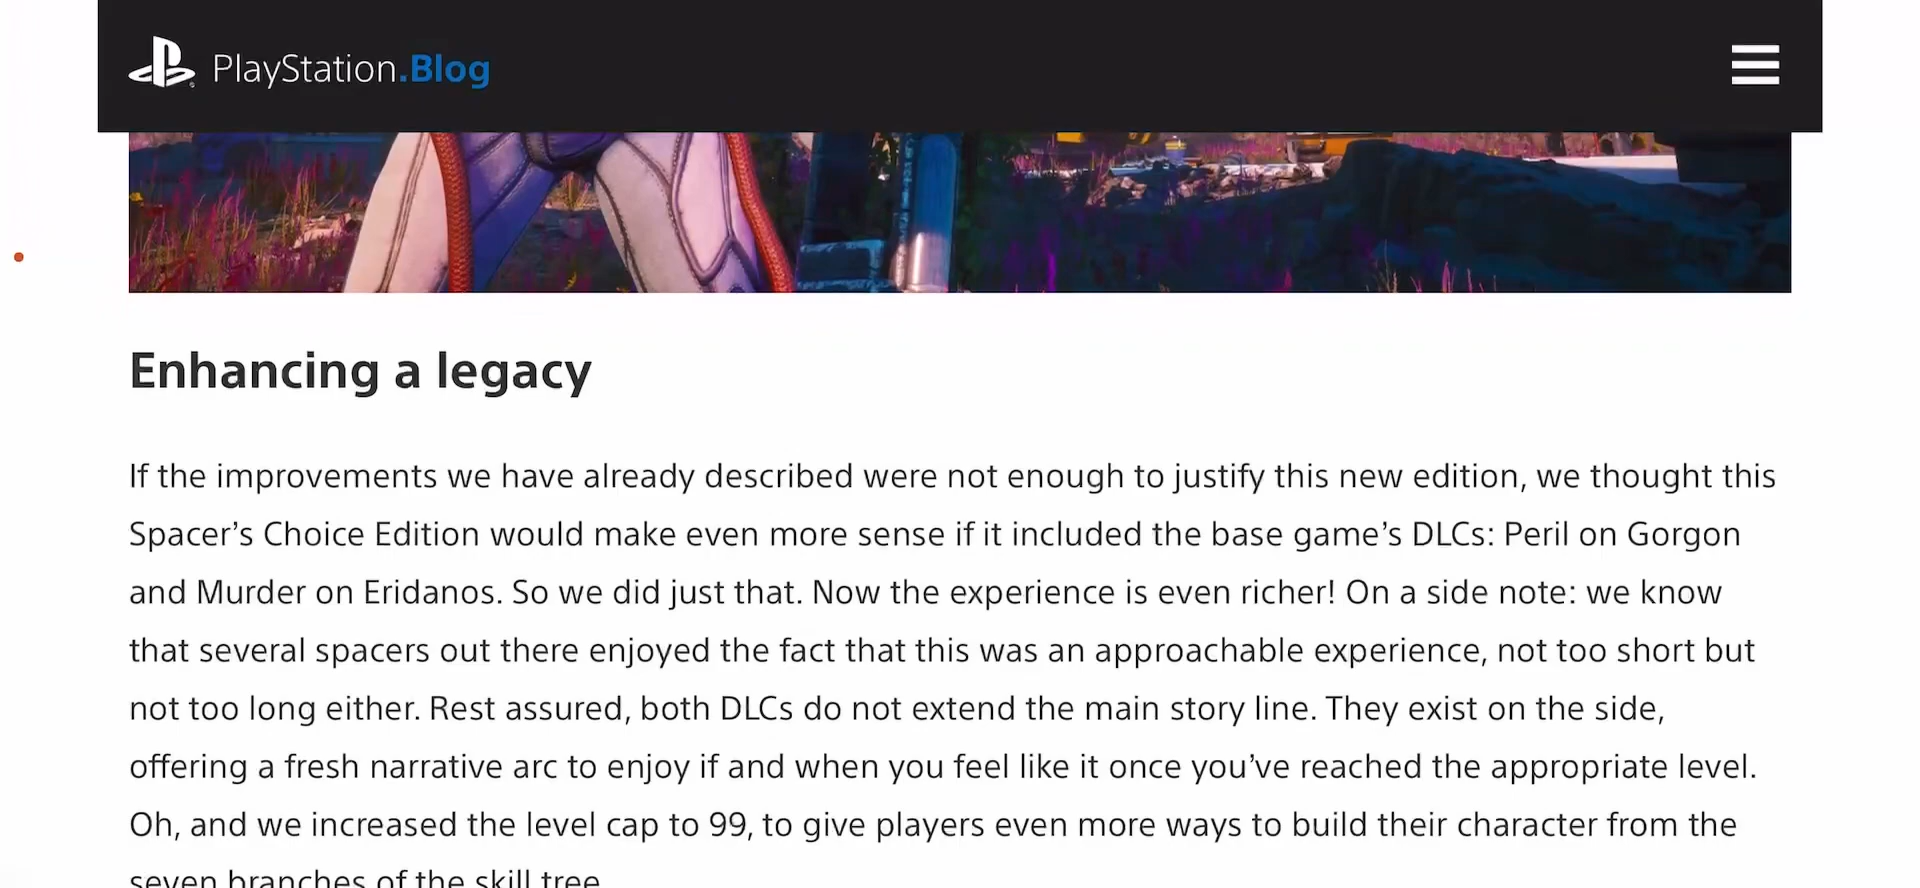 PlayStation.Blog
Enhancing a legacy
If the improvements we have already described were not enough to justify this new edition, we thought this
Spacer’s Choice Edition would make even more sense if it included the base game’s DLCs: Peril on Gorgon
and Murder on Eridanos. So we did just that. Now the experience is even richer! On a side note: we know
that several spacers out there enjoyed the fact that this was an approachable experience, not too short but
not too long either. Rest assured, both DLCs do not extend the main story line. They exist on the side,
offering a fresh narrative arc to enjoy if and when you feel like it once you’ve reached the appropriate level.
Oh, and we increased the level cap to 99, to give players even more ways to build their character from the
seven branches of the skill tree